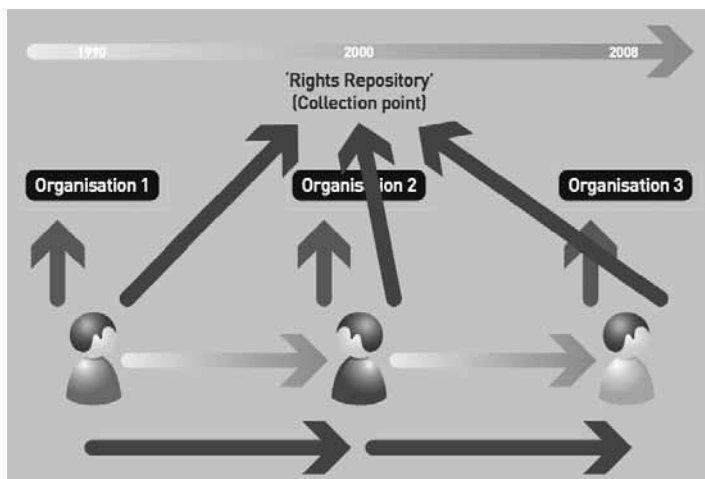 1990 2000 2008
'Rights Repository'
(Collection point)
Organisation 1 Organisation 2 Organisation 3